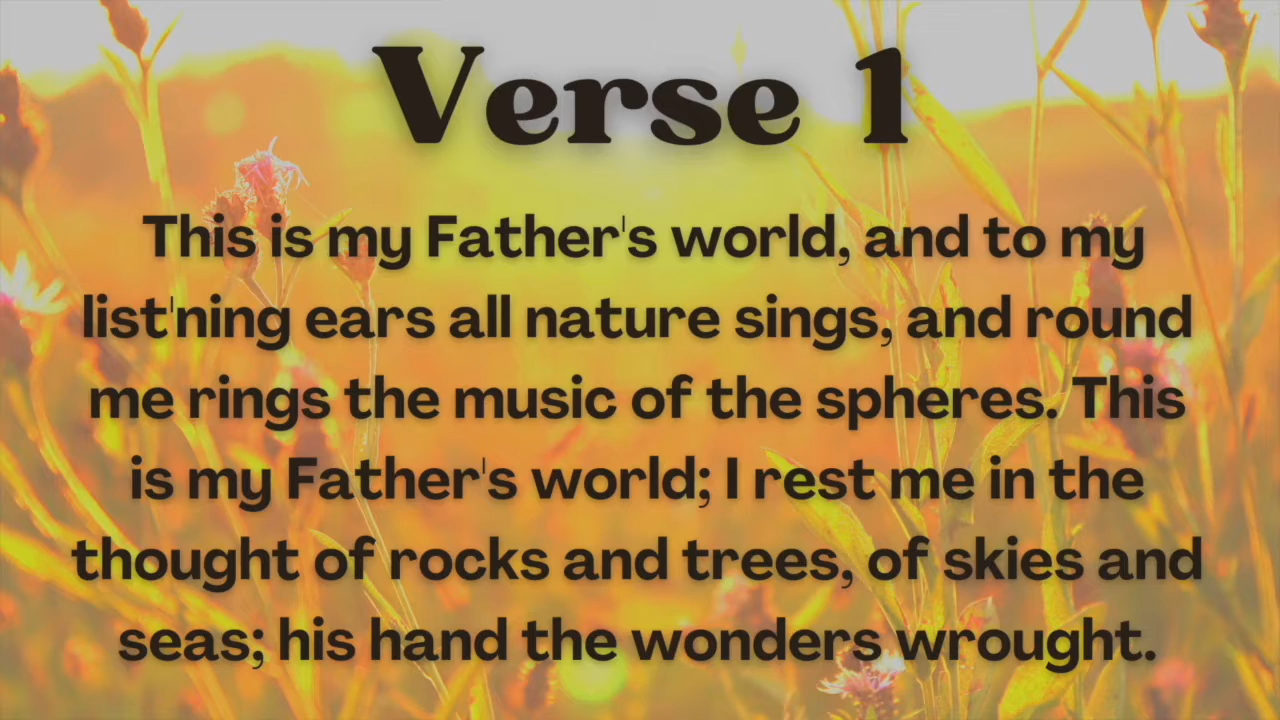 Verse 1
This is my Father's world, and to my
list'ning ears all nature sings, and round
me rings the music of the spheres. This
is my Father's world; I rest me in the
thought of rocks and trees, of skies and
seas; his hand the wonders wrought.